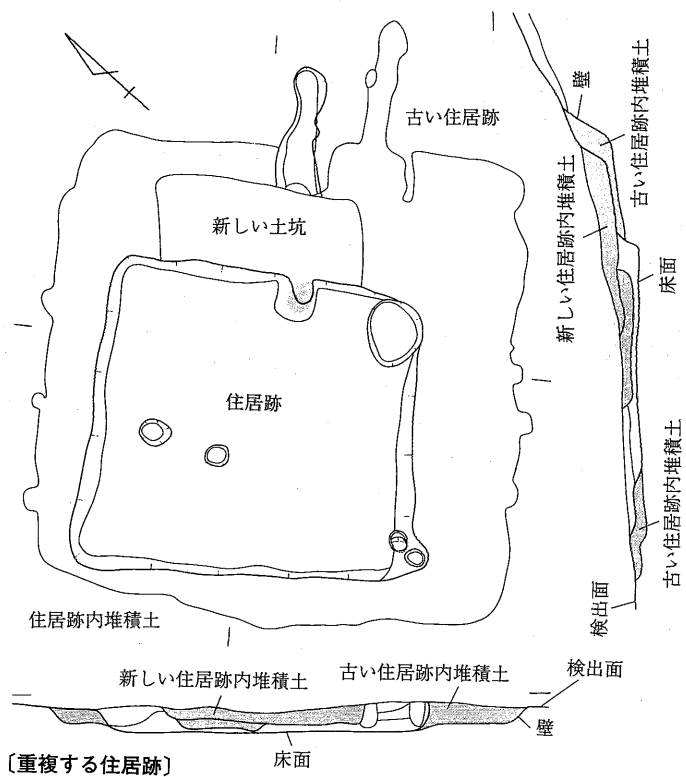 古い住居跡
新しい土坑
住居跡
住居跡内堆積土
壁
古い住居跡内堆積土
新しい住居跡内堆積土
床面
古い住居跡内堆積土
検出面
新しい住居跡内堆積土
古い住居跡内堆積土
検出面
壁
床面
〔重複する住居跡〕